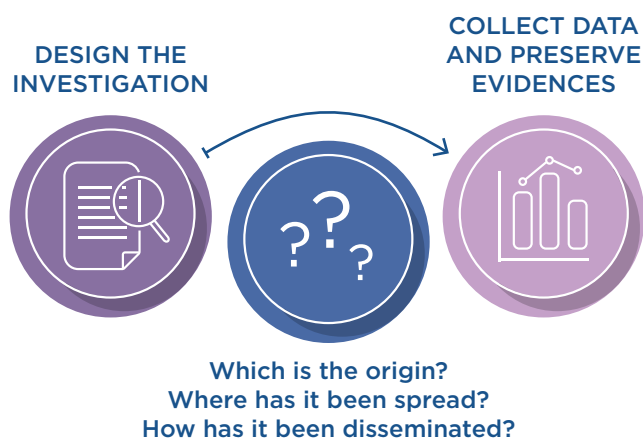 DESIGN THE
INVESTIGATION
COLLECT DATA
AND PRESERVE
EVIDENCES
? ? ?
Which is the origin?
Where has it been spread?
How has it been disseminated?